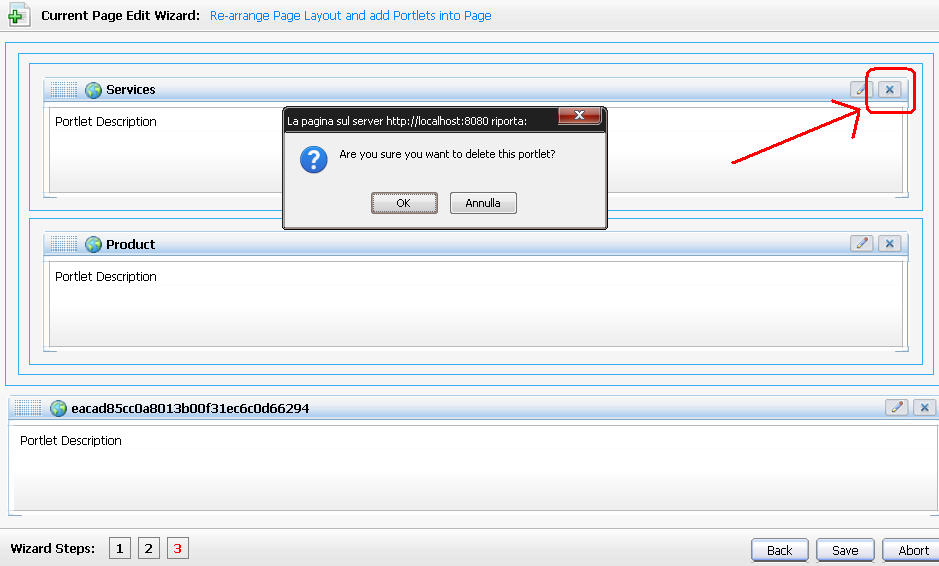 Current Page Edit Wizard: Re-arrange Page Layout and add Portlets into Page
Services
Portlet Description
La pagina sul server http://localhost:8080 riporta:
Are you sure you want to delete this portlet?
OK Annulla
Product
Portlet Description
eacad85cc0a8013b00f31ec6c0d66294
Portlet Description
Wizard Steps: 1 2 3 Back Save Abort